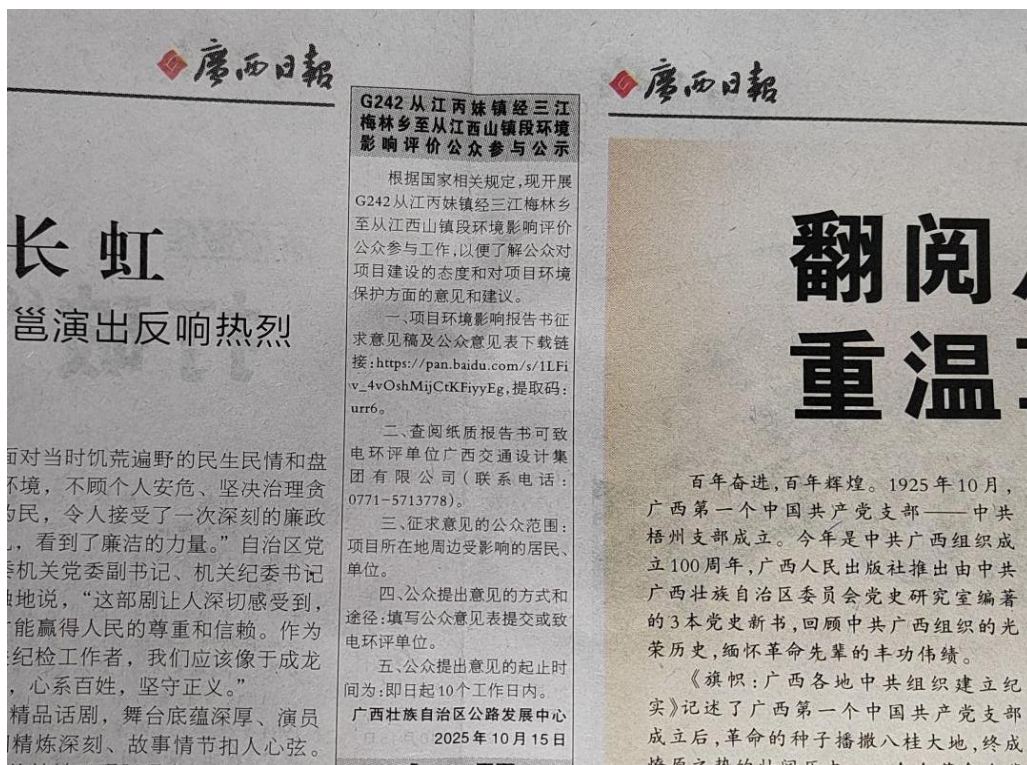 廣西日報
长虹
邕演出反响热烈
面对当时饥荒遍野的民生民情和盘
环境，不顾个人安危、坚决治理贪
为民，令人接受了一次深刻的廉政
，看到了廉洁的力量。”自治区党
委机关党委副书记、机关纪委书记
地说，“这部剧让人深切感受到，
才能赢得人民的尊重和信赖。作为
纪检工作者，我们应该像于成龙
，心系百姓，坚守正义。”
精品话剧，舞台底蕴深厚、演员
精炼深刻、故事情节扣人心弦。
G242从江丙妹镇经三江
梅林乡至从江西山镇段环境
影响评价公众参与公示
根据国家相关规定,现开展
G242从江丙妹镇经三江梅林乡
至从江西山镇段环境影响评价
公众参与工作,以便了解公众对
项目建设的态度和对项目环境
保护方面的意见和建议。
一、项目环境影响报告书征
求意见稿及公众意见表下载链
接:https://pan.baidu.com/s/1LFi
v_4vOshMijCtKFiyyEg,提取码:
urr6。
二、查阅纸质报告书可致
电环评单位广西交通设计集
团有限公司(联系电话:
0771-5713778)。
三、征求意见的公众范围:
项目所在地周边受影响的居民、
单位。
四、公众提出意见的方式和
途径:填写公众意见表提交或致
电环评单位。
五、公众提出意见的起止时
间为:即日起10个工作日内。
广西壮族自治区公路发展中心
2025年10月15日
廣西日報
翻阅
重温
百年奋进,百年辉煌。1925年10月,
广西第一个中国共产党支部——中共
梧州支部成立。今年是中共广西组织成
立100周年,广西人民出版社推出由中共
广西壮族自治区委员会党史研究室编著
的3本党史新书,回顾中共广西组织的光
荣历史,缅怀革命先辈的丰功伟绩。
《旗帜:广西各地中共组织建立纪
实》记述了广西第一个中国共产党支部
成立后,革命的种子播撒八桂大地,终成